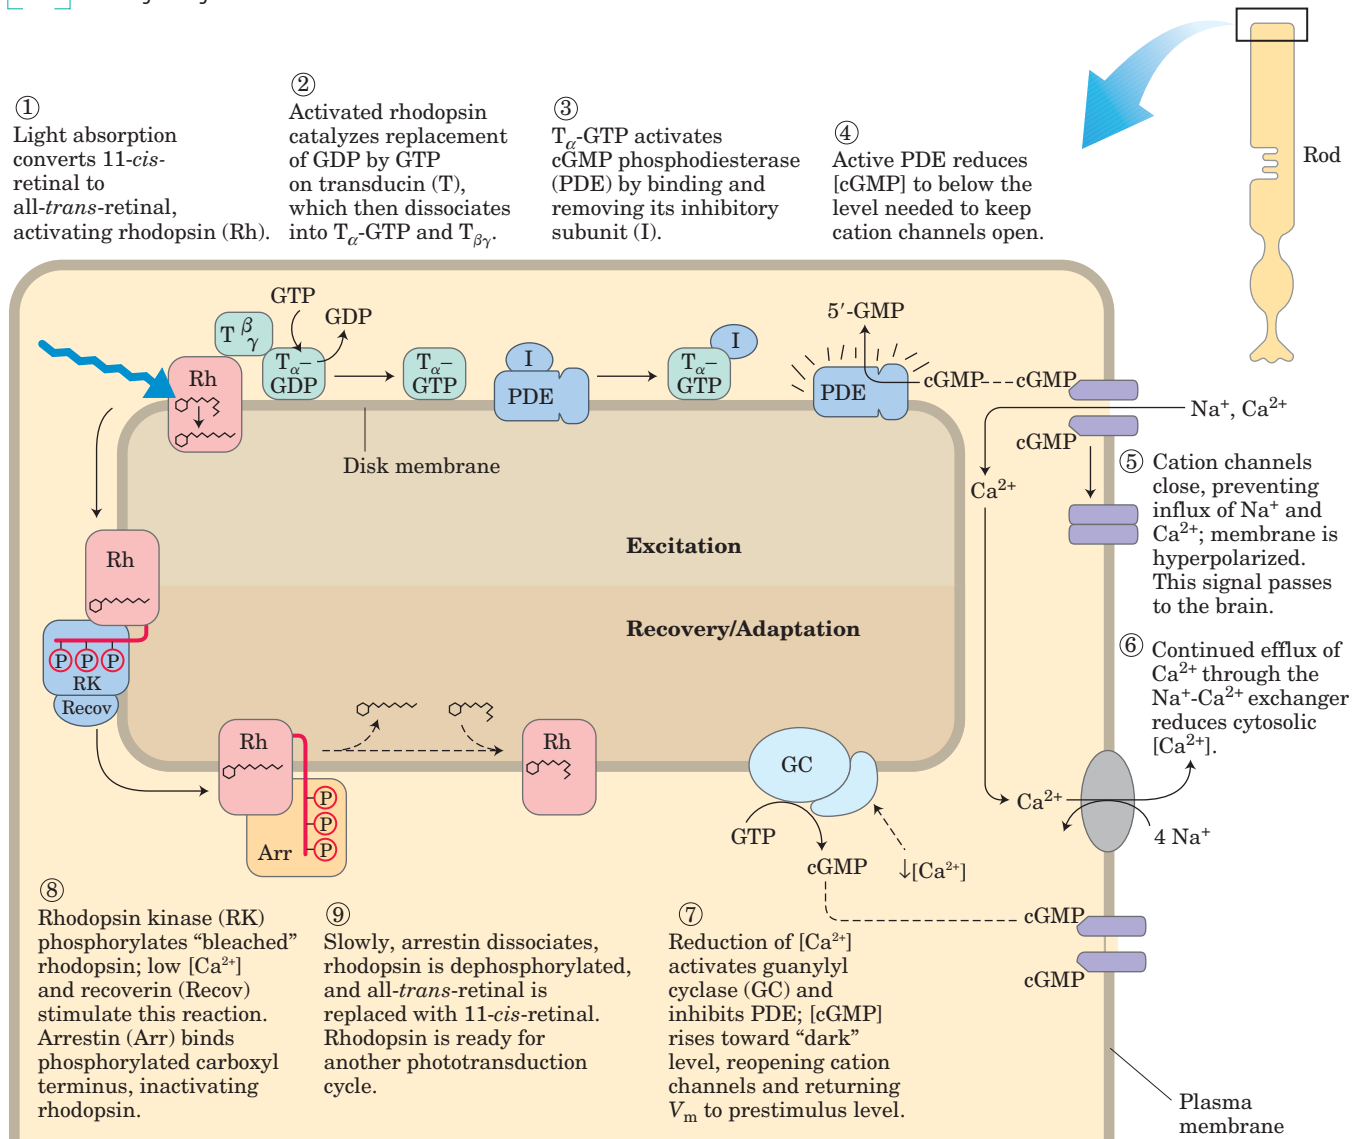 ①
Light absorption
converts 11-cis-
retinal to
all-trans-retinal,
activating rhodopsin (Rh).
②
Activated rhodopsin
catalyzes replacement
of GDP by GTP
on transducin (T),
which then dissociates
into Tα-GTP and Tβγ.
③
Tα-GTP activates
cGMP phosphodiesterase
(PDE) by binding and
removing its inhibitory
subunit (I).
④
Active PDE reduces
[cGMP] to below the
level needed to keep
cation channels open.
Rod
GTP
GDP
T β γ
Tα–
GDP
Rh
Tα–
GTP
I
PDE
I
Tα–
GTP
5′-GMP
PDE
cGMP
cGMP
Na⁺, Ca²⁺
cGMP
Disk membrane
Ca²⁺
⑤ Cation channels
close, preventing
influx of Na⁺ and
Ca²⁺; membrane is
hyperpolarized.
This signal passes
to the brain.
Excitation
Rh
Recovery/Adaptation
P P P
RK
Recov
⑥ Continued efflux of
Ca²⁺ through the
Na⁺-Ca²⁺ exchanger
reduces cytosolic
[Ca²⁺].
Rh
P
P
P
Arr
Rh
GC
GTP
cGMP
↓[Ca²⁺]
Ca²⁺
4 Na⁺
cGMP
cGMP
⑧
Rhodopsin kinase (RK)
phosphorylates “bleached”
rhodopsin; low [Ca²⁺]
and recoverin (Recov)
stimulate this reaction.
Arrestin (Arr) binds
phosphorylated carboxyl
terminus, inactivating
rhodopsin.
⑨
Slowly, arrestin dissociates,
rhodopsin is dephosphorylated,
and all-trans-retinal is
replaced with 11-cis-retinal.
Rhodopsin is ready for
another phototransduction
cycle.
⑦
Reduction of [Ca²⁺]
activates guanylyl
cyclase (GC) and
inhibits PDE; [cGMP]
rises toward “dark”
level, reopening cation
channels and returning
Vm to prestimulus level.
Plasma
membrane